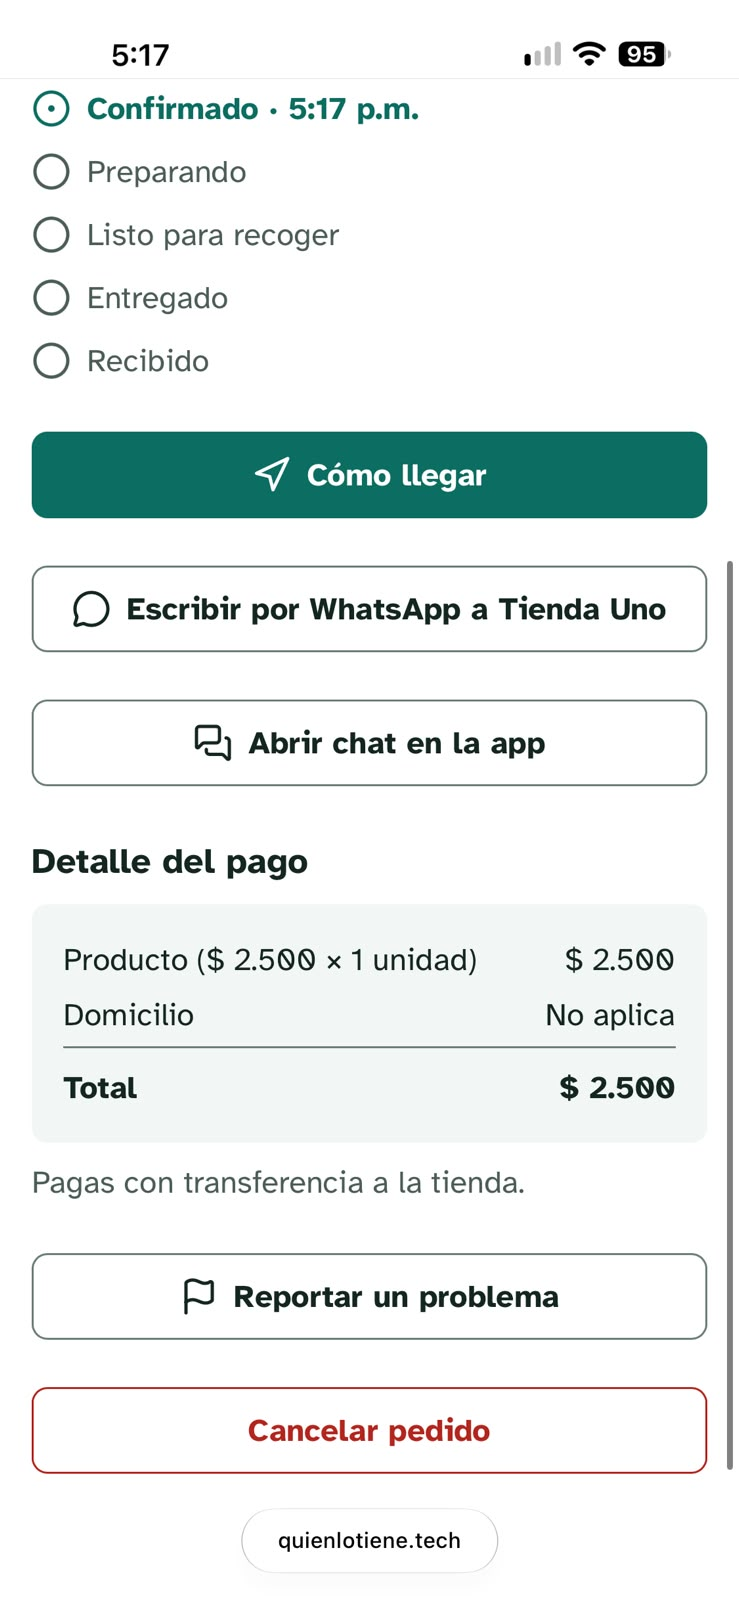 5:17
95
Confirmado · 5:17 p.m.
Preparando
Listo para recoger
Entregado
Recibido
Cómo llegar
Escribir por WhatsApp a Tienda Uno
Abrir chat en la app
Detalle del pago
Producto ($ 2.500 × 1 unidad) $ 2.500
Domicilio No aplica
Total $ 2.500
Pagas con transferencia a la tienda.
Reportar un problema
Cancelar pedido
quienlotiene.tech